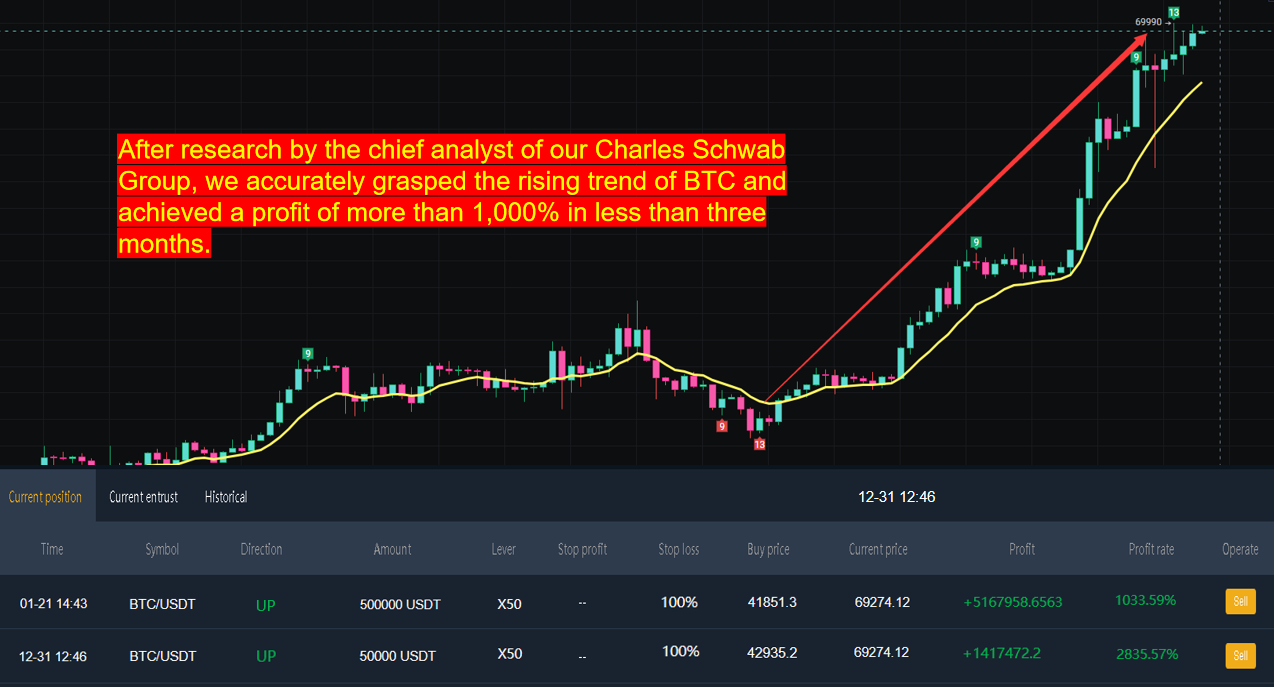 13
69990
9
After research by the chief analyst of our Charles Schwab
Group, we accurately grasped the rising trend of BTC and
achieved a profit of more than 1,000% in less than three
months.
9
9
9
13
Current position Current entrust Historical 12-31 12:46
Time Symbol Direction Amount Lever Stop profit Stop loss Buy price Current price Profit Profit rate Operate
01-21 14:43 BTC/USDT UP 500000 USDT X50 -- 100% 41851.3 69274.12 +5167958.6563 1033.59% Sell
12-31 12:46 BTC/USDT UP 50000 USDT X50 -- 100% 42935.2 69274.12 +1417472.2 2835.57% Sell